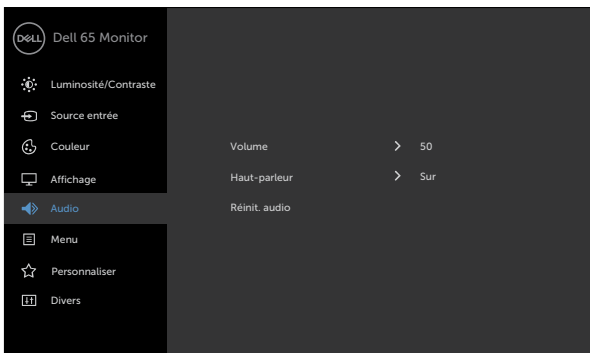 DELL Dell 65 Monitor
Luminosité/Contraste
Source entrée
Couleur
Volume 50
Affichage
Haut-parleur Sur
Audio
Réinit. audio
Menu
Personnaliser
Divers